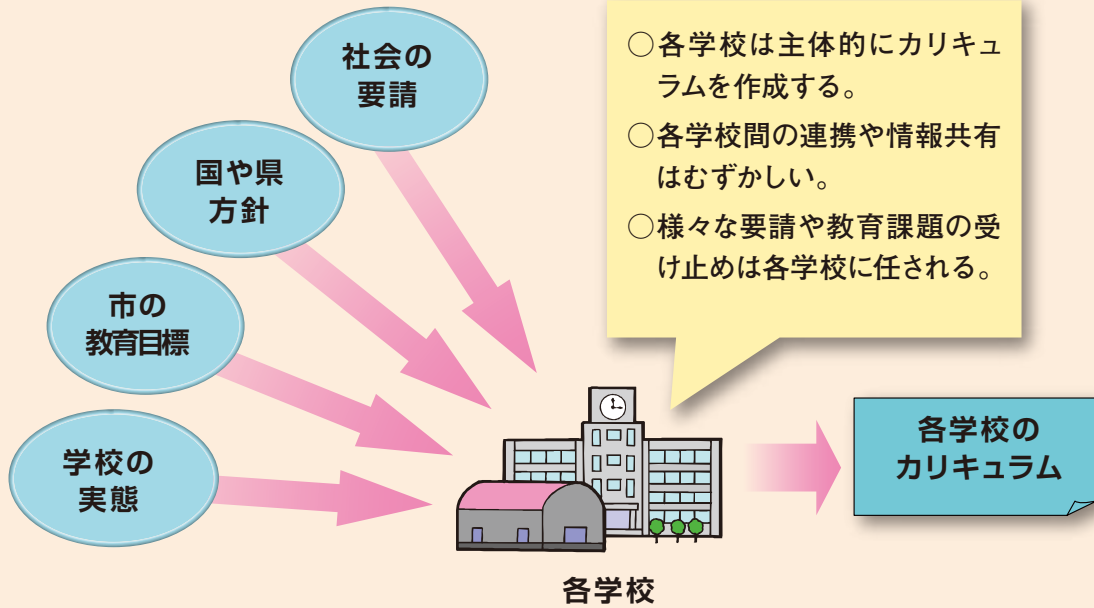 社会の
要請
国や県
方針
市の
教育目標
学校の
実態
○各学校は主体的にカリキュ
ラムを作成する。
○各学校間の連携や情報共有
はむずかしい。
○様々な要請や教育課題の受
け止めは各学校に任される。
各学校
各学校の
カリキュラム